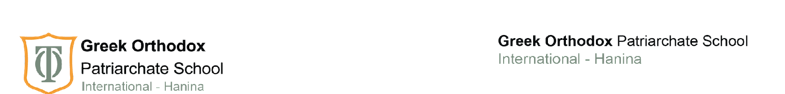 Greek Orthodox
Patriarchate School
International - Hanina
Greek Orthodox Patriarchate School
International - Hanina